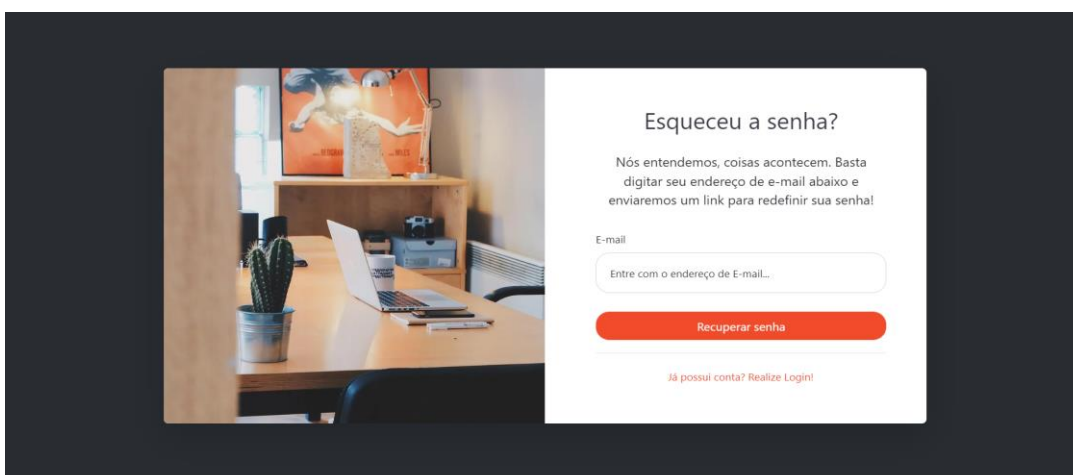 Esqueceu a senha?
Nós entendemos, coisas acontecem. Basta
digitar seu endereço de e-mail abaixo e
enviaremos um link para redefinir sua senha!
E-mail
Entre com o endereço de E-mail...
Recuperar senha
Já possui conta? Realize Login!